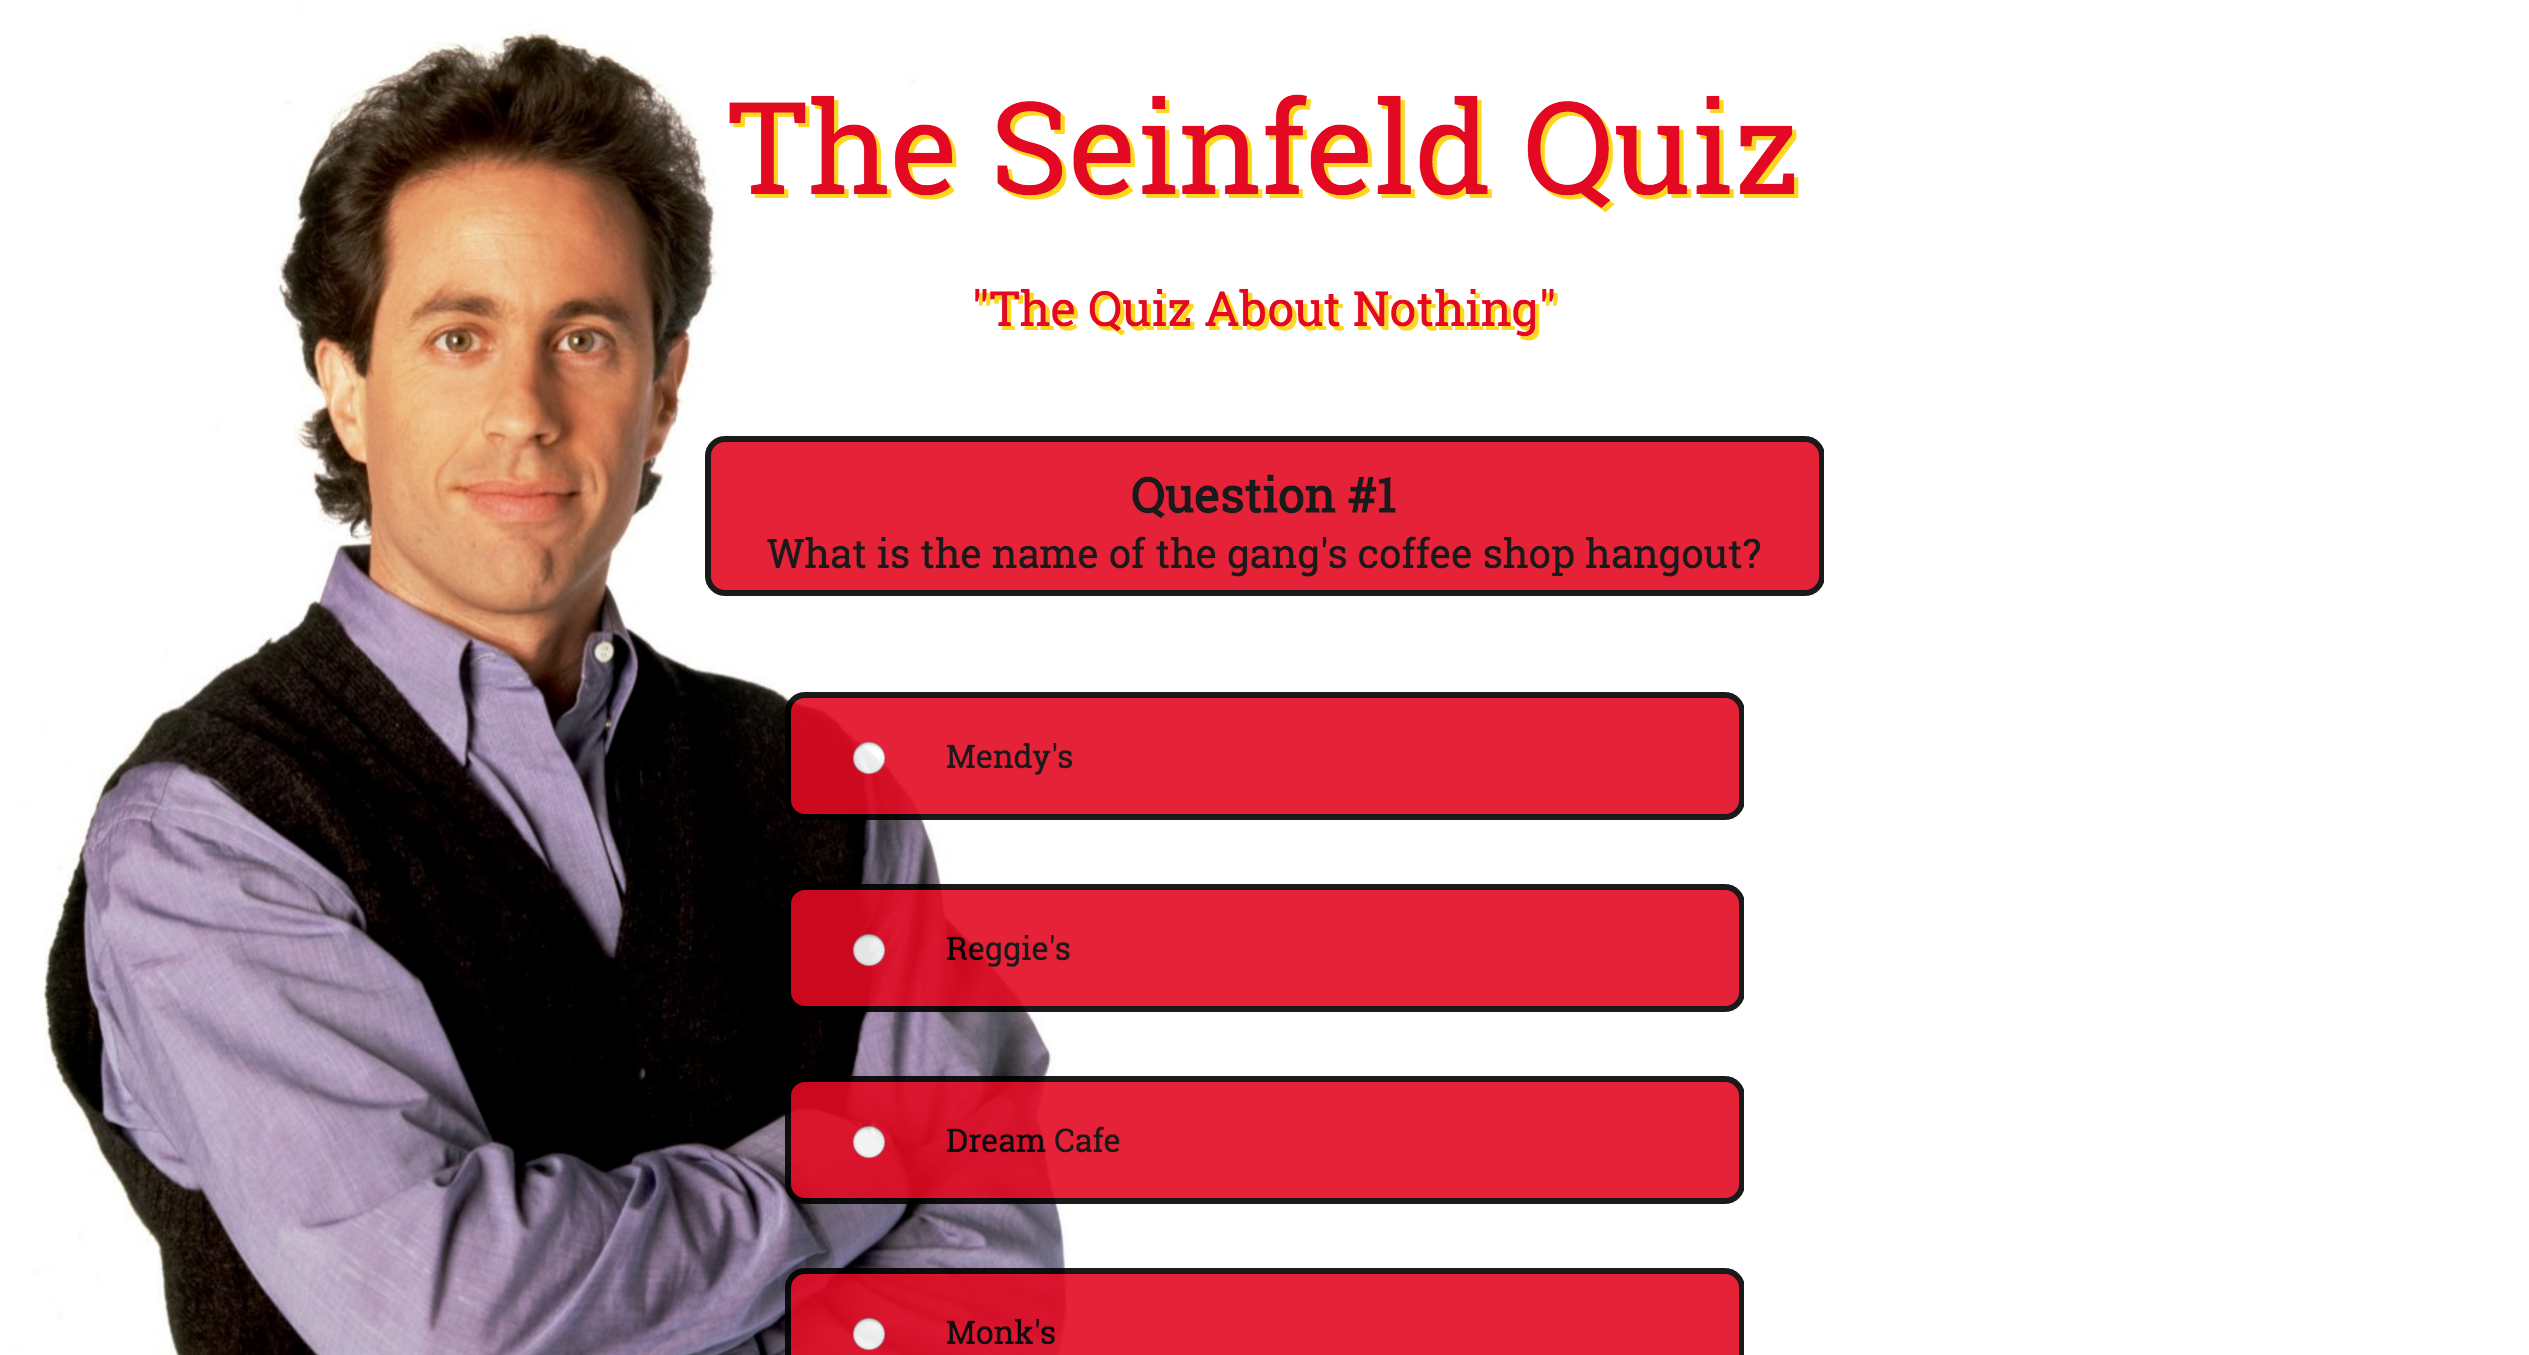 The Seinfeld Quiz
"The Quiz About Nothing"
Question #1
What is the name of the gang's coffee shop hangout?
Mendy's
Reggie's
Dream Cafe
Monk's